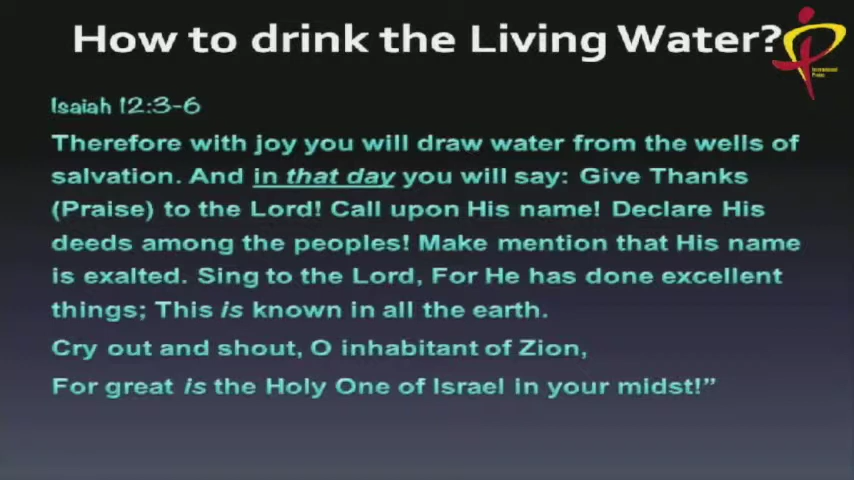 How to drink the Living Water?
International
Praise
Isaiah 12:3-6
Therefore with joy you will draw water from the wells of
salvation. And in that day you will say: Give Thanks
(Praise) to the Lord! Call upon His name! Declare His
deeds among the peoples! Make mention that His name
is exalted. Sing to the Lord, For He has done excellent
things; This is known in all the earth.
Cry out and shout, O inhabitant of Zion,
For great is the Holy One of Israel in your midst!”